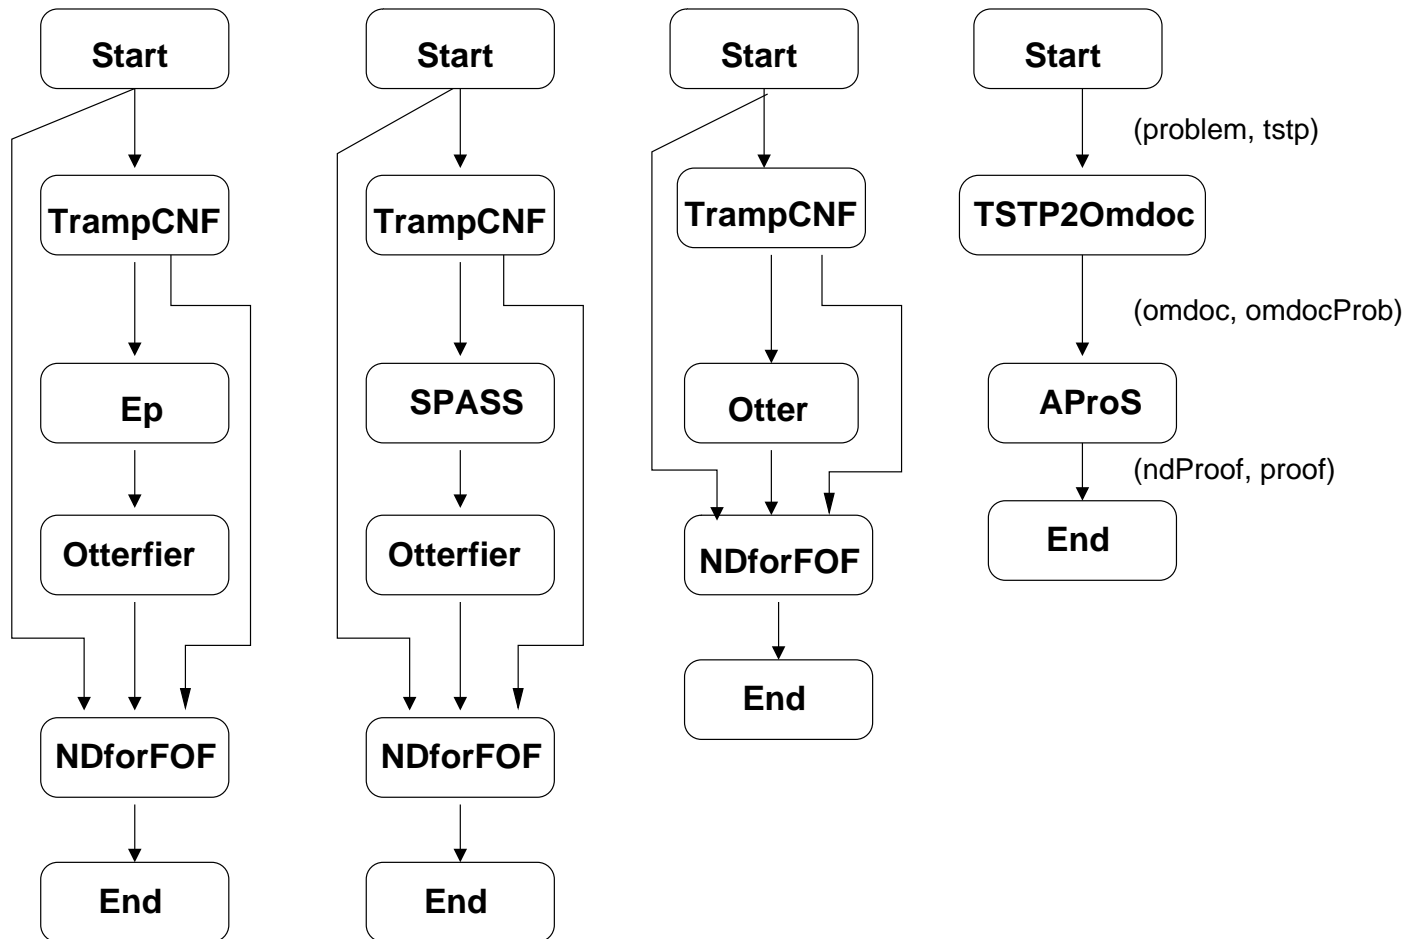 Start
TrampCNF
Ep
Otterfier
NDforFOF
End
Start
TrampCNF
SPASS
Otterfier
NDforFOF
End
Start
TrampCNF
Otter
NDforFOF
End
Start
(problem, tstp)
TSTP2Omdoc
(omdoc, omdocProb)
AProS
(ndProof, proof)
End